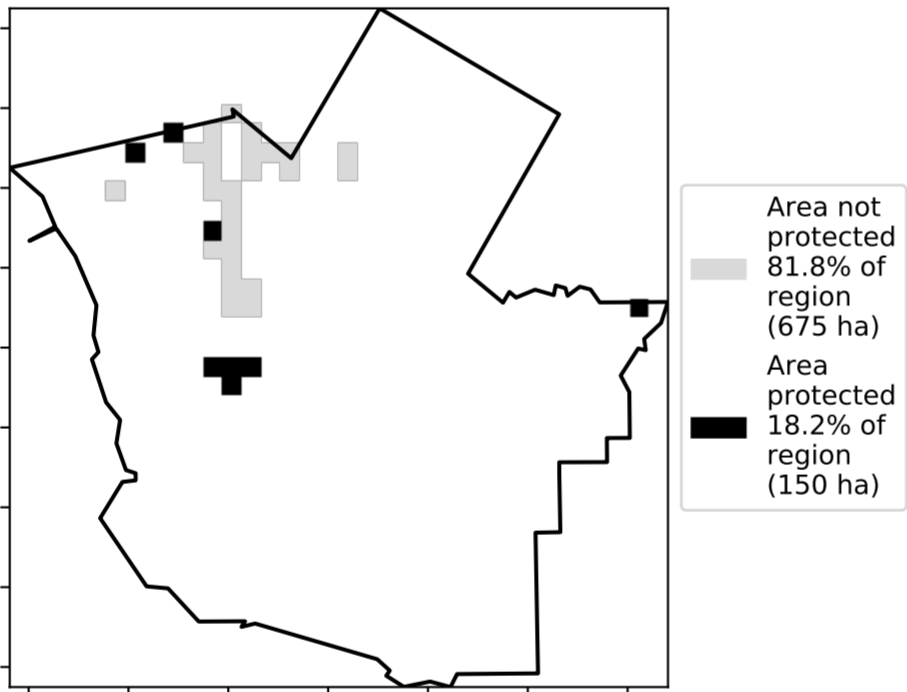 Area not
protected
81.8% of
region
(675 ha)
Area
protected
18.2% of
region
(150 ha)